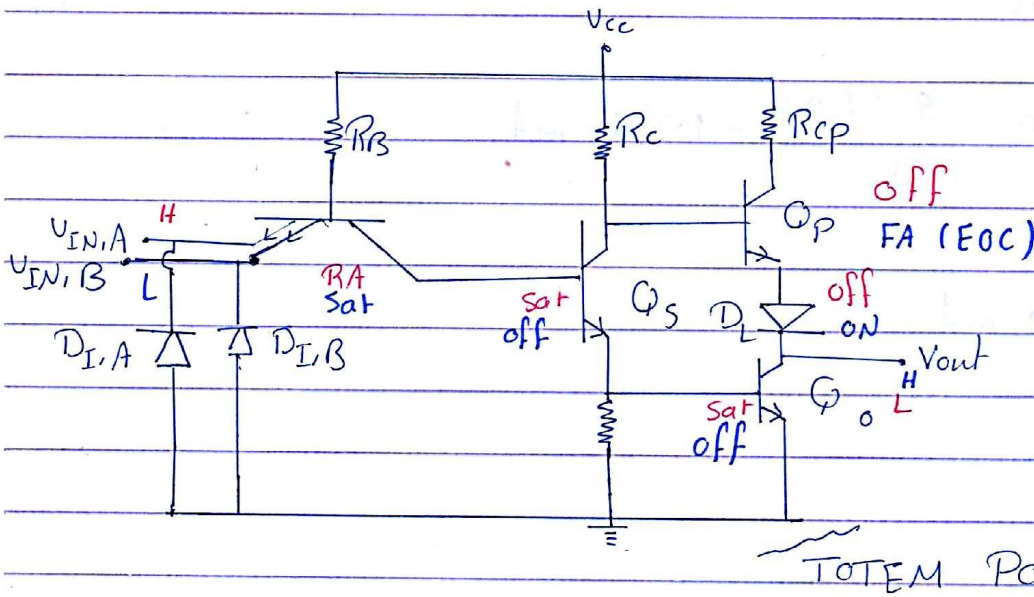 Vcc
RB
Rc
Rcp
H
VIN,A
VIN,B
L
RA
Sat
Sat
off
QS
QP
off
FA (EOC)
DL
off
ON
DI,A
DI,B
Vout
H
L
Sat
off
Qo
TOTEM Po